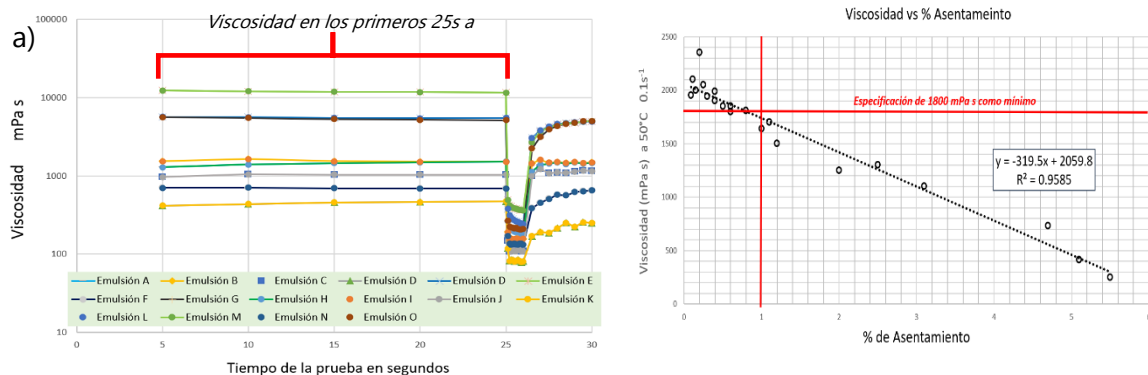 a)
Viscosidad en los primeros 25s a
Viscosidad mPa s
100000
10000
1000
100
10
Emulsión A
Emulsión B
Emulsión C
Emulsión D
Emulsión D
Emulsión E
Emulsión F
Emulsión G
Emulsión H
Emulsión I
Emulsión J
Emulsión K
Emulsión L
Emulsión M
Emulsión N
Emulsión O
0 5 10 15 20 25 30
Tiempo de la prueba en segundos
Viscosidad vs % Asentameinto
Viscosidad (mPa s) a 50°C 0.1s⁻¹
2500
2000
1500
1000
500
0
Especificación de 1800 mPa s como mínimo
y = -319.5x + 2059.8
R² = 0.9585
0 1 2 3 4 5 6
% de Asentamiento